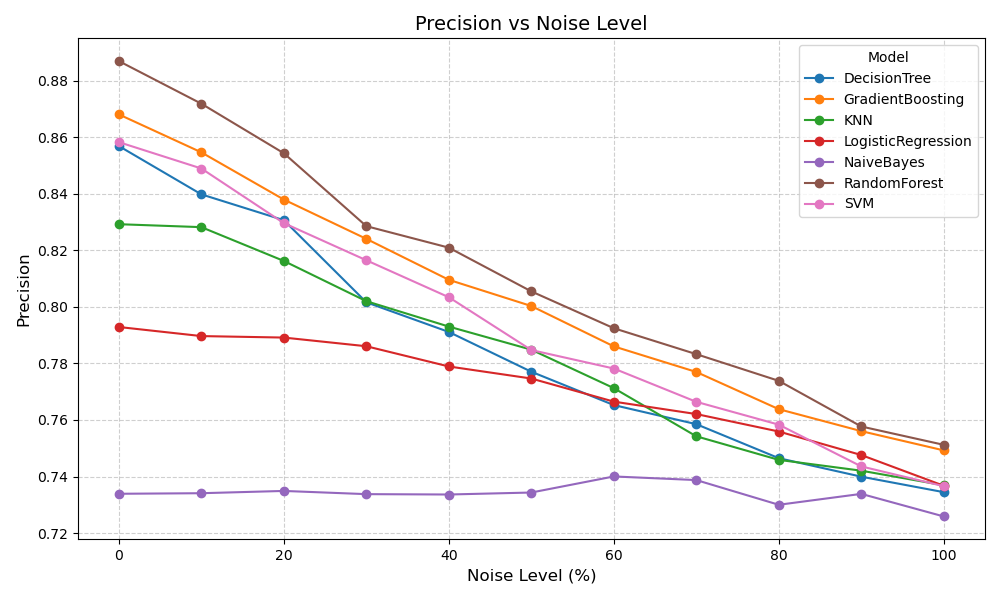 Precision vs Noise Level
Model
DecisionTree
GradientBoosting
KNN
LogisticRegression
NaiveBayes
RandomForest
SVM
Precision
0.88
0.86
0.84
0.82
0.80
0.78
0.76
0.74
0.72
0 20 40 60 80 100
Noise Level (%)